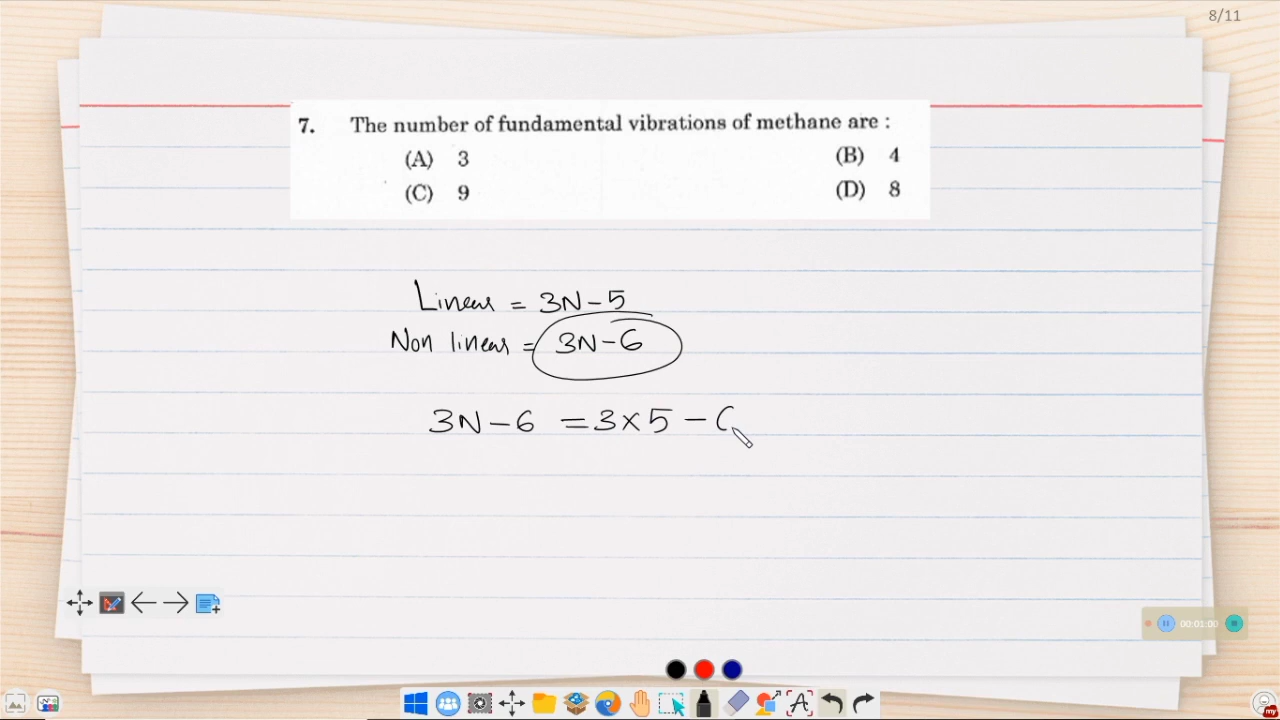 8/11
7. The number of fundamental vibrations of methane are :
(A) 3 (B) 4
(C) 9 (D) 8
Linear = 3N-5
Non linear = 3N-6
3N-6 = 3×5 -
00:01:00